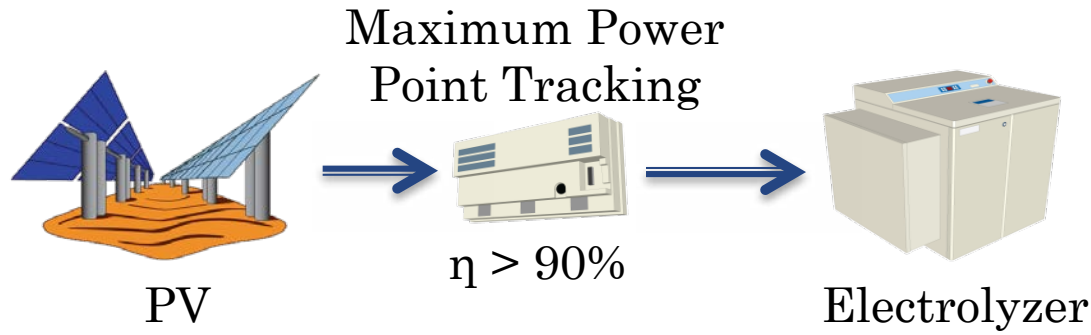 Maximum Power
Point Tracking
η > 90%
PV
Electrolyzer